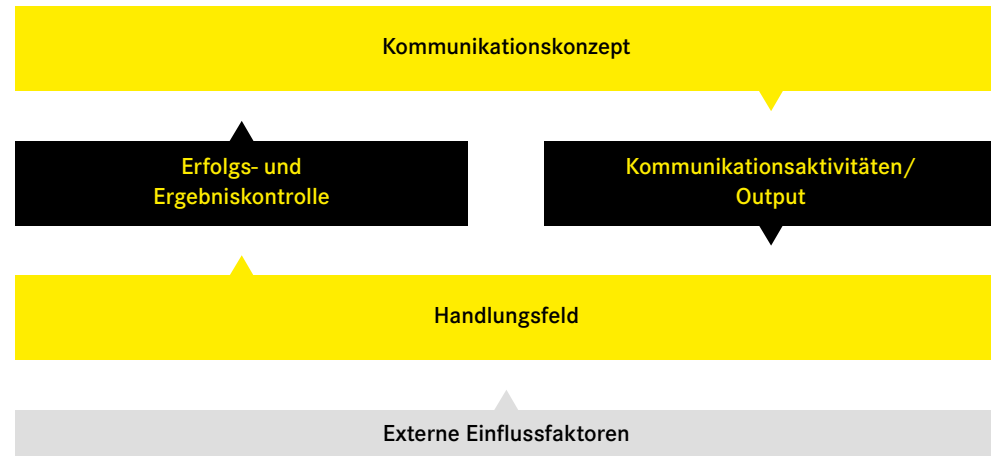 Kommunikationskonzept
Erfolgs- und
Ergebniskontrolle
Kommunikationsaktivitäten/
Output
Handlungsfeld
Externe Einflussfaktoren